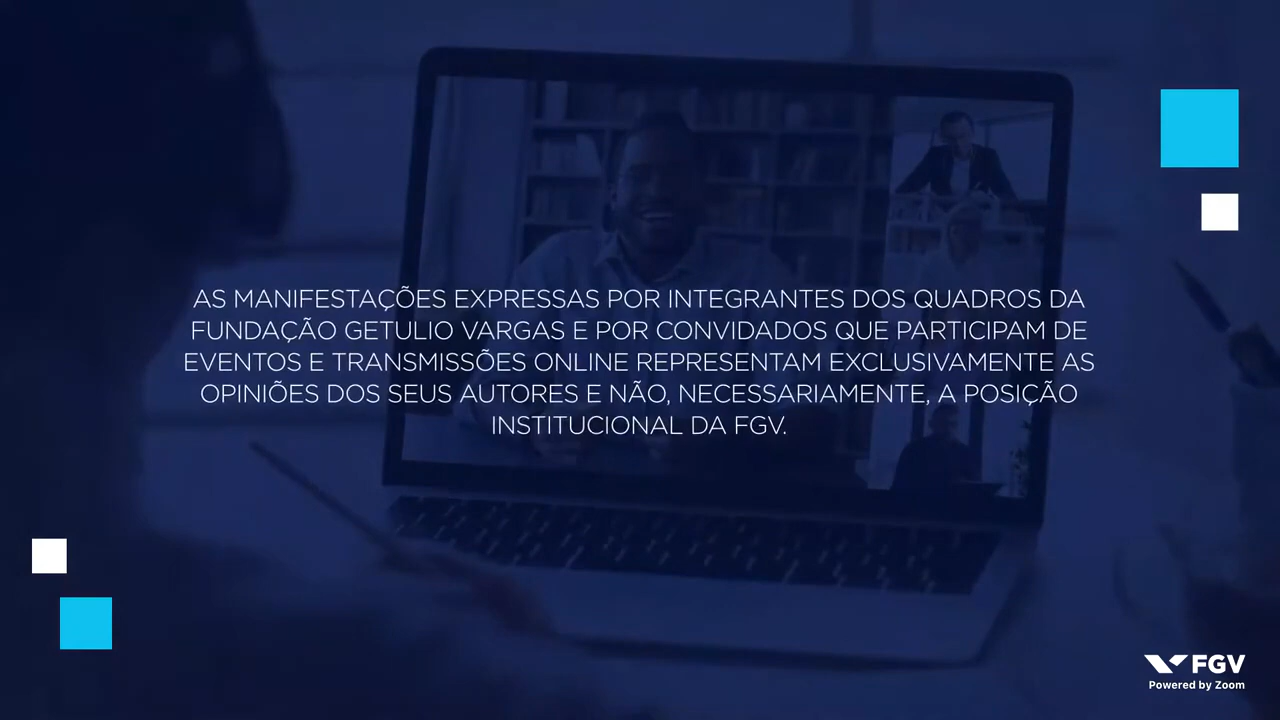 AS MANIFESTAÇÕES EXPRESSAS POR INTEGRANTES DOS QUADROS DA
FUNDAÇÃO GETULIO VARGAS E POR CONVIDADOS QUE PARTICIPAM DE
EVENTOS E TRANSMISSÕES ONLINE REPRESENTAM EXCLUSIVAMENTE AS
OPINIÕES DOS SEUS AUTORES E NÃO, NECESSARIAMENTE, A POSIÇÃO
INSTITUCIONAL DA FGV.
FGV
Powered by Zoom